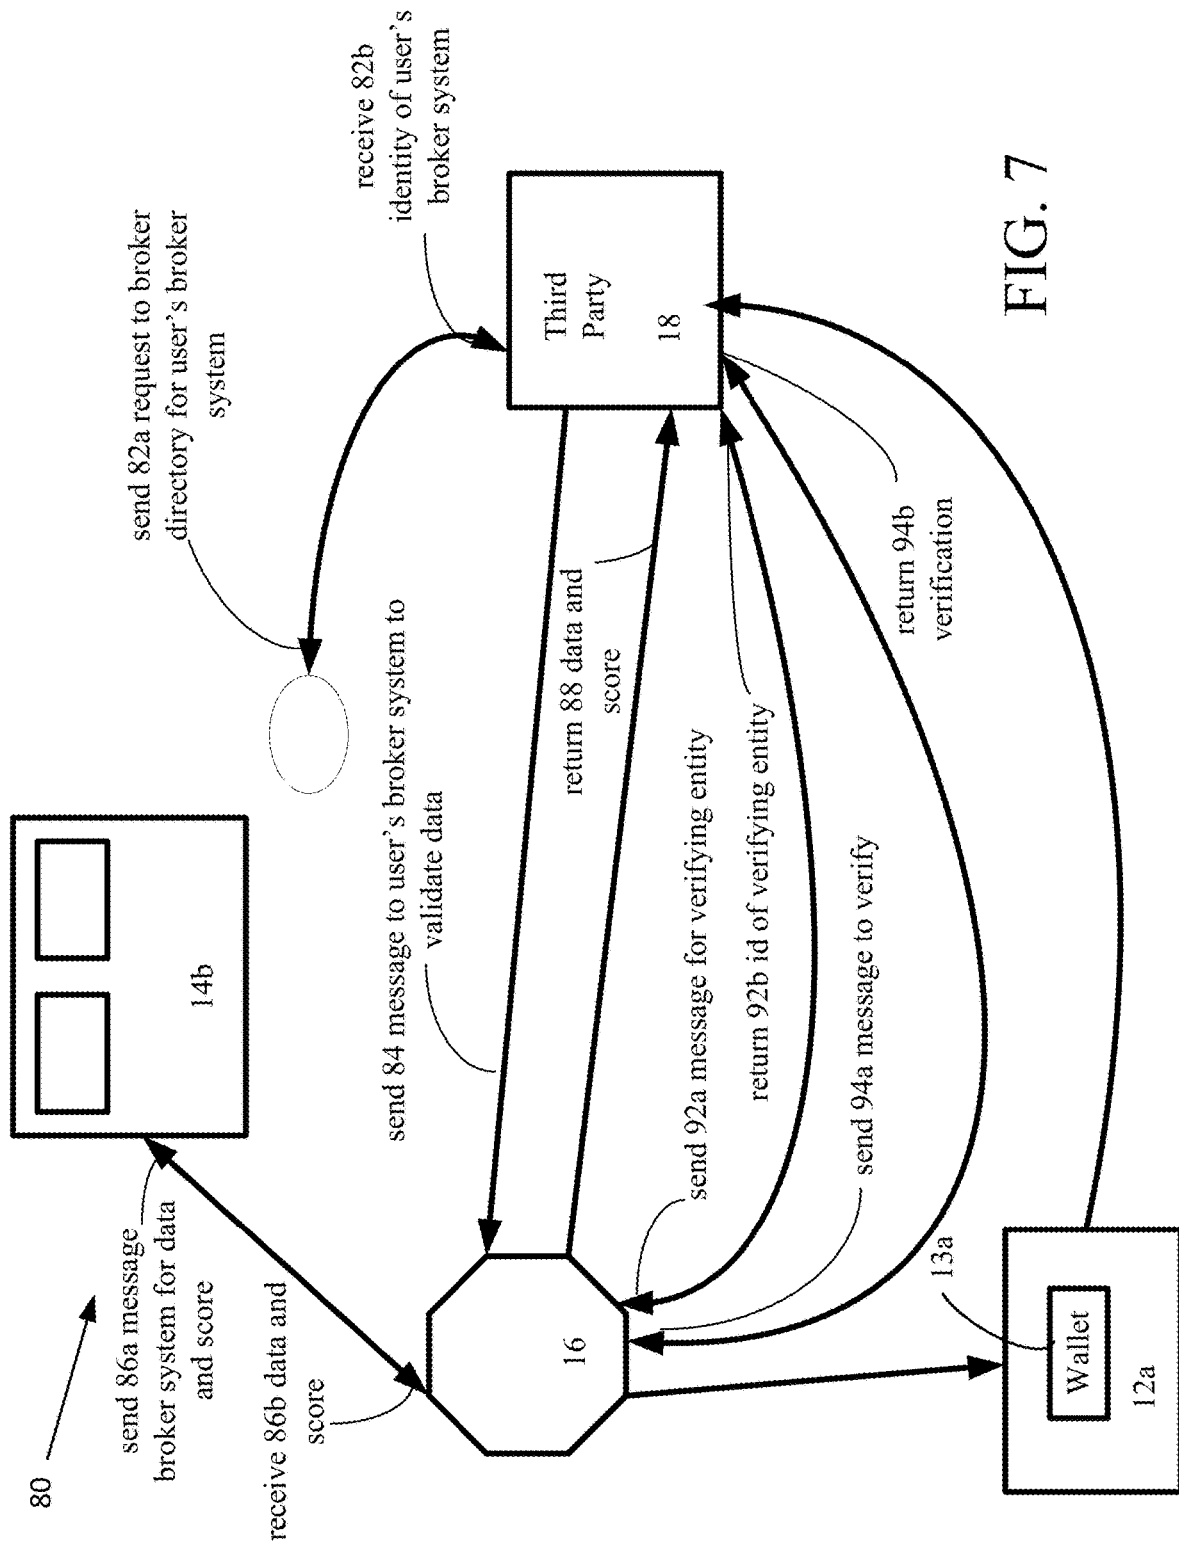 80
send 86a message
broker system for data
and score
receive 86b data and
score
14b
send 82a request to broker
directory for user's broker
system
receive 82b
identity of user's
broker system
send 84 message to user's broker system to
validate data
return 88 data and
score
Third
Party
18
16
send 92a message for verifying entity
return 92b id of verifying entity
send 94a message to verify
return 94b
verification
13a
Wallet
12a
FIG. 7